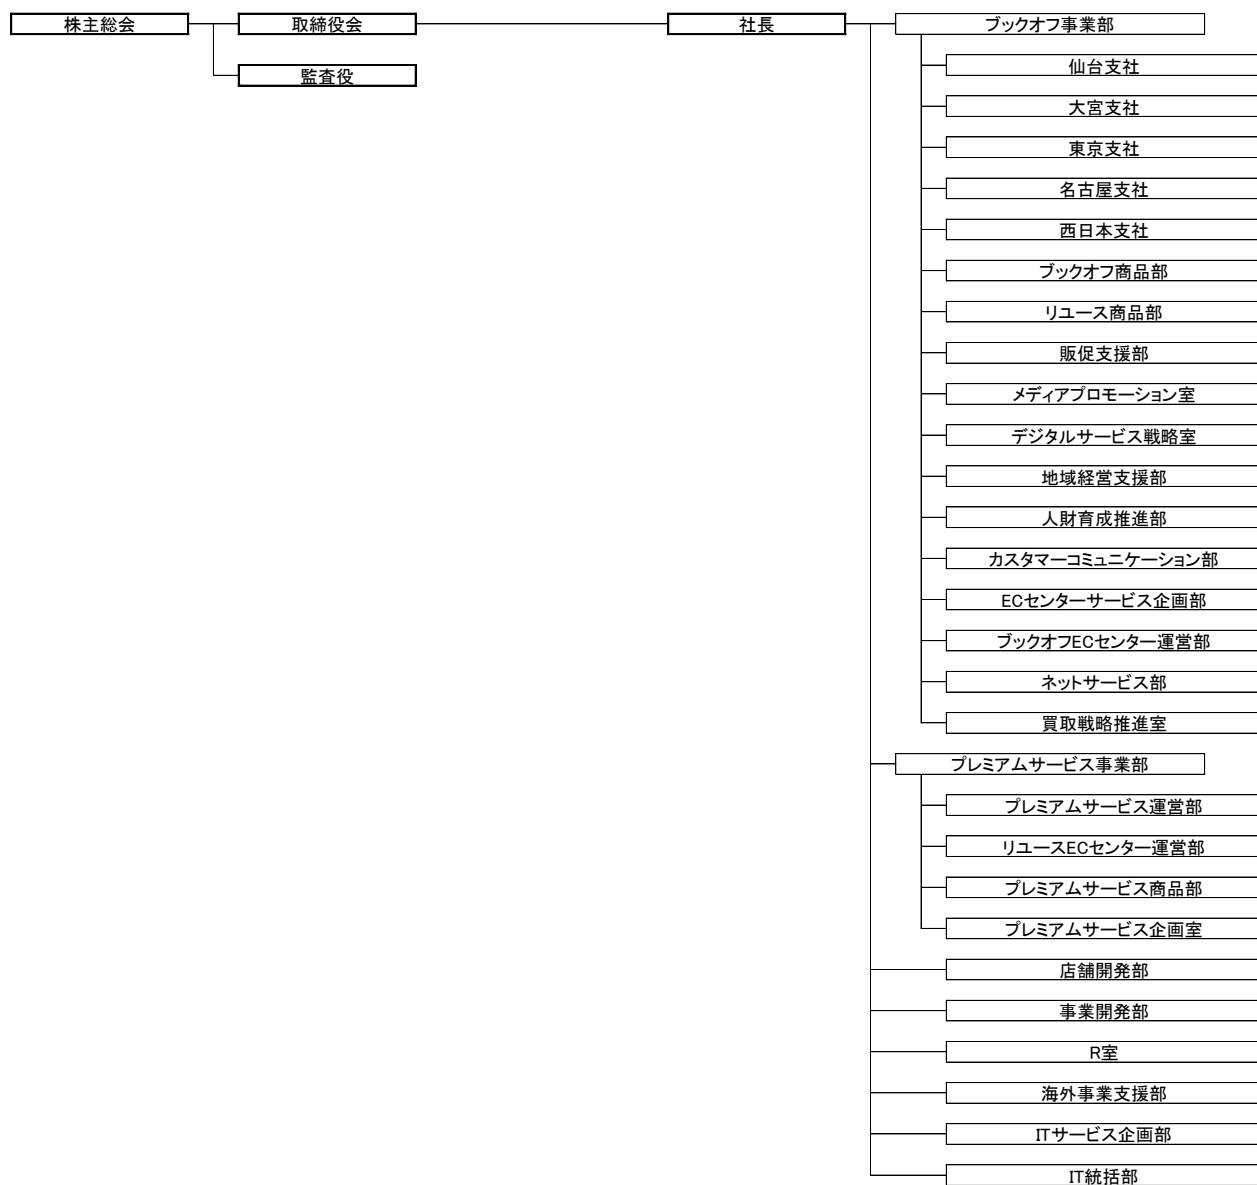 株主総会
取締役会
社長
ブックオフ事業部
監査役
仙台支社
大宮支社
東京支社
名古屋支社
西日本支社
ブックオフ商品部
リユース商品部
販促支援部
メディアプロモーション室
デジタルサービス戦略室
地域経営支援部
人財育成推進部
カスタマーコミュニケーション部
ECセンターサービス企画部
ブックオフECセンター運営部
ネットサービス部
買取戦略推進室
プレミアムサービス事業部
プレミアムサービス運営部
リユースECセンター運営部
プレミアムサービス商品部
プレミアムサービス企画室
店舗開発部
事業開発部
R室
海外事業支援部
ITサービス企画部
IT統括部